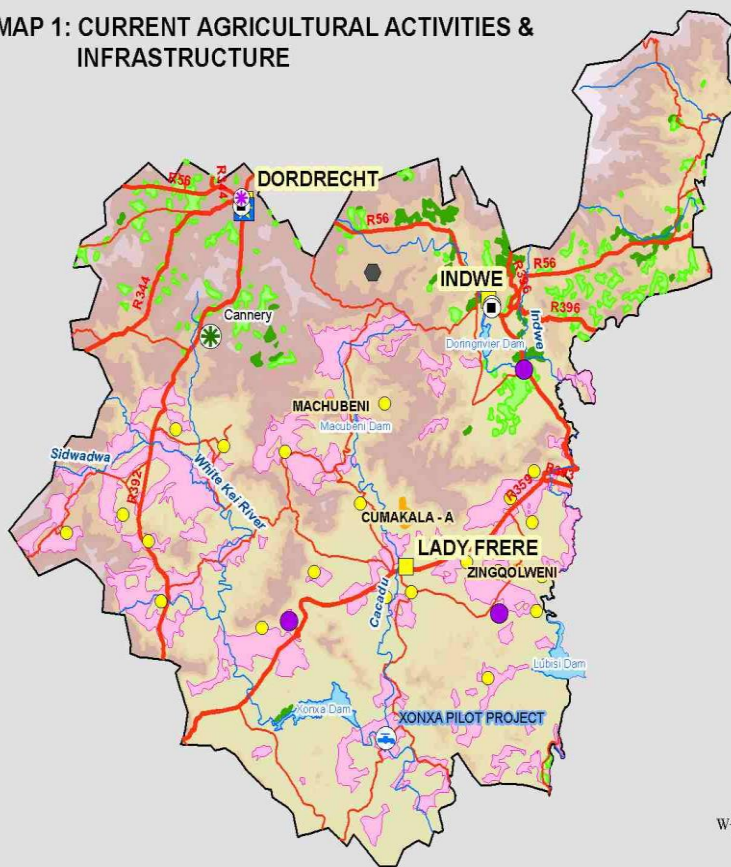 MAP 1: CURRENT AGRICULTURAL ACTIVITIES &
INFRASTRUCTURE
R56
R344
DORDRECHT
R56
R56
INDWE
R396
R396
R344
Indwe
Cannery
Doringrivier Dam
MACHUBENI
Macubeni Dam
Sidwadwa
White Kei River
R392
R359
CUMAKALA - A
LADY FRERE
ZINGQOLWENI
Cacadu
Lubisi Dam
Xonxa Dam
XONXA PILOT PROJECT